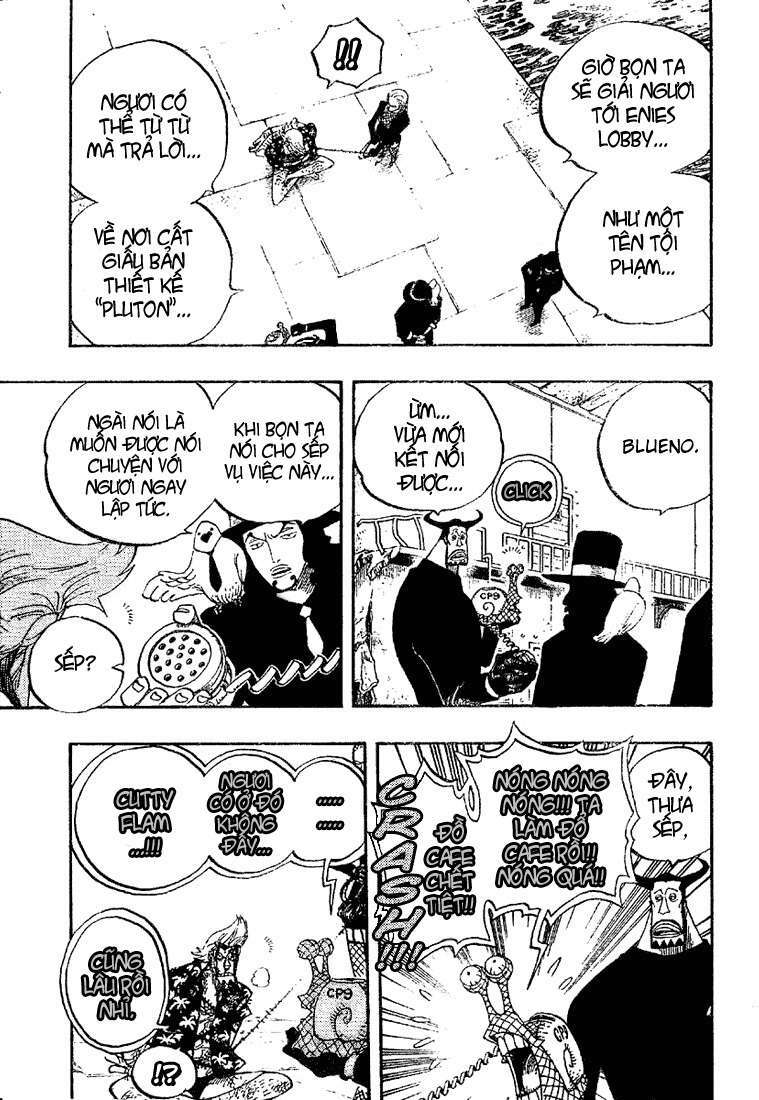 GIỜ BỌN TA
SẼ GIẢI NGƯƠI
TỚI ENIES
LOBBY...
NHƯ MỘT
TÊN TỘI
PHẠM...
!!
NGƯƠI CÓ
THỂ TỪ TỪ
MÀ TRẢ LỜI...
VỀ NƠI CẤT
GIẤU BẢN
THIẾT KẾ
"PLUTON"...
BLUENO.
ỪM...
VỪA MỚI
KẾT NỐI
ĐƯỢC...
CLICK
CP9
KHI BỌN TA
NÓI CHO SẾP
VỤ VIỆC NÀY...
NGÀI NÓI LÀ
MUỐN ĐƯỢC NÓI
CHUYỆN VỚI
NGƯƠI NGAY
LẬP TỨC.
SẾP?
ĐÂY,
THƯA
SẾP,
NÓNG NÓNG
NÓNG!!! TA
LÀM ĐỔ
CAFE RỒI!!
NÓNG QUÁ!!
ĐỒ
CAFE
CHẾT
TIỆT!!
CRASH!!!!
CP9
.....
.....
NGƯƠI
CÓ Ở ĐÓ
KHÔNG
ĐẤY...
CUTTY
FLAM
...!!!
CP9
CŨNG
LÂU RỒI
NHỈ.
!?